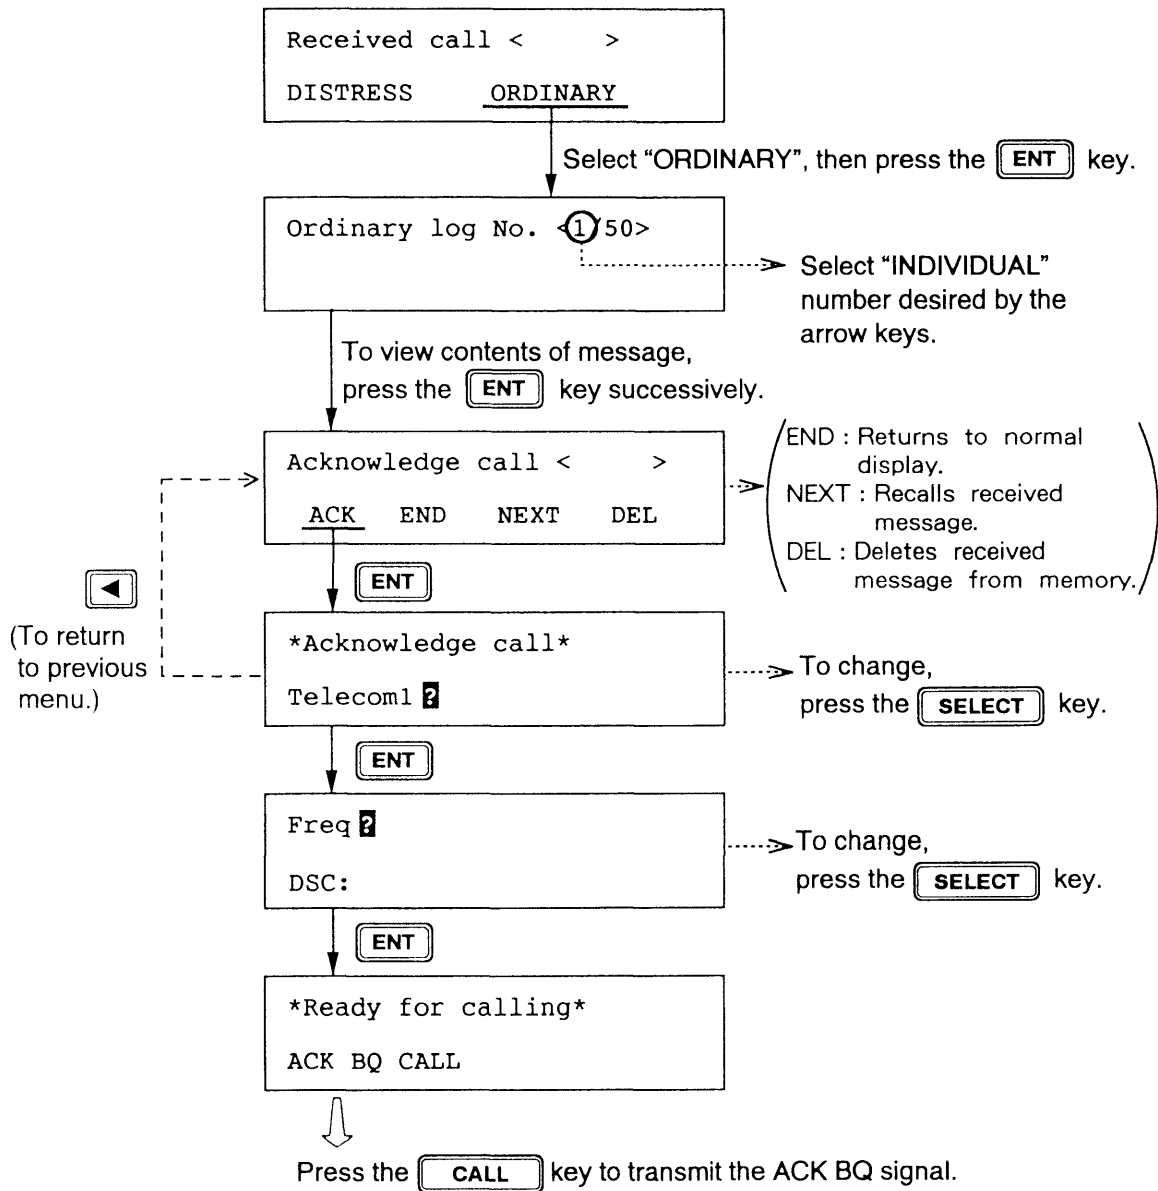 Received call <      >
DISTRESS ORDINARY
Select “ORDINARY”, then press the ENT key.
Ordinary log No. <1/50>
Select “INDIVIDUAL”
number desired by the
arrow keys.
To view contents of message,
press the ENT key successively.
Acknowledge call <      >
ACK END NEXT DEL
END : Returns to normal
display.
NEXT : Recalls received
message.
DEL : Deletes received
message from memory.
ENT
◄
(To return
to previous
menu.)
*Acknowledge call*
Telecom1 ?
To change,
press the SELECT key.
ENT
Freq ?
DSC:
To change,
press the SELECT key.
ENT
*Ready for calling*
ACK BQ CALL
Press the CALL key to transmit the ACK BQ signal.